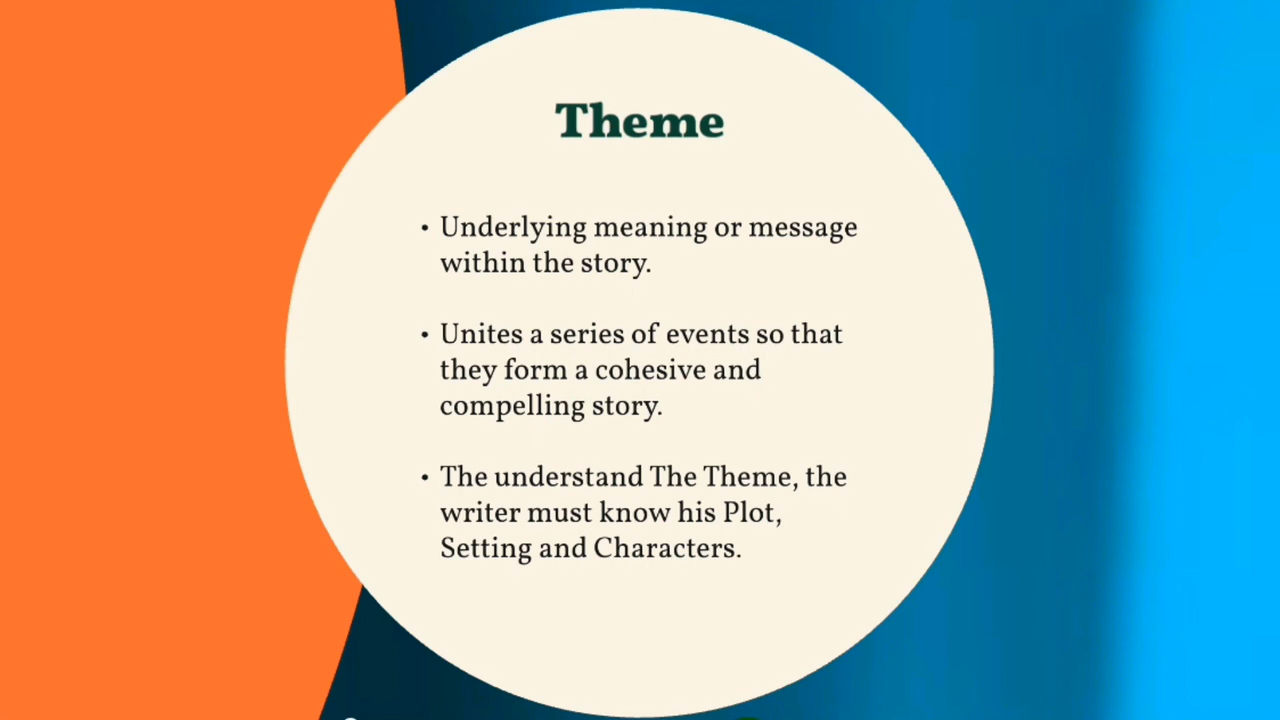 Theme
• Underlying meaning or message
within the story.
• Unites a series of events so that
they form a cohesive and
compelling story.
• The understand The Theme, the
writer must know his Plot,
Setting and Characters.